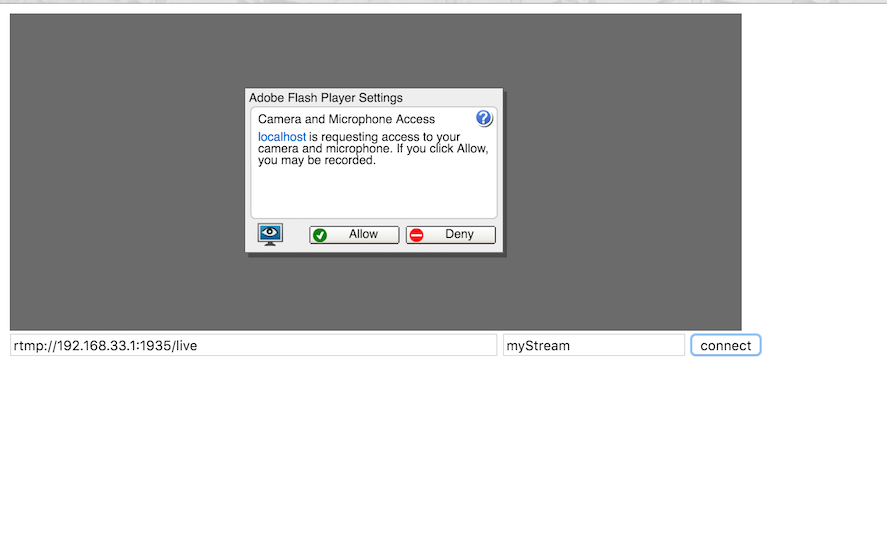 Adobe Flash Player Settings
Camera and Microphone Access
?
localhost is requesting access to your
camera and microphone. If you click Allow,
you may be recorded.
Allow
Deny
rtmp://192.168.33.1:1935/live
myStream
connect